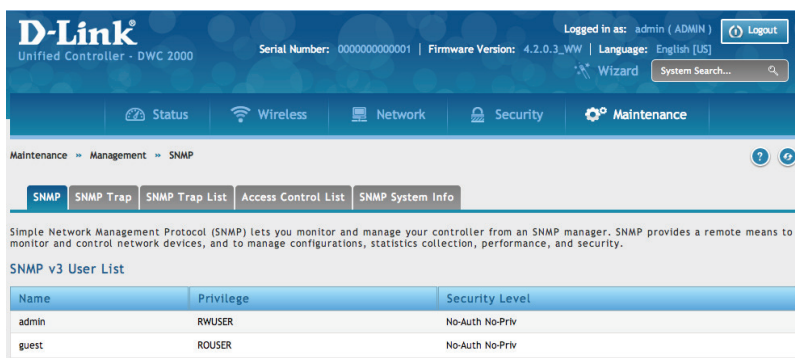 D-Link
Unified Controller - DWC 2000
Logged in as: admin ( ADMIN )
Logout
Serial Number: 0000000000001 | Firmware Version: 4.2.0.3_WW | Language: English [US]
Wizard
System Search...
Status
Wireless
Network
Security
Maintenance
Maintenance » Management » SNMP
?
SNMP
SNMP Trap
SNMP Trap List
Access Control List
SNMP System Info
Simple Network Management Protocol (SNMP) lets you monitor and manage your controller from an SNMP manager. SNMP provides a remote means to
monitor and control network devices, and to manage configurations, statistics collection, performance, and security.
SNMP v3 User List
Name Privilege Security Level
admin RWUSER No-Auth No-Priv
guest ROUSER No-Auth No-Priv